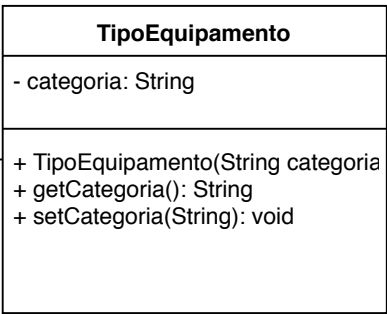 TipoEquipamento
- categoria: String
+ TipoEquipamento(String categoria
+ getCategoria(): String
+ setCategoria(String): void